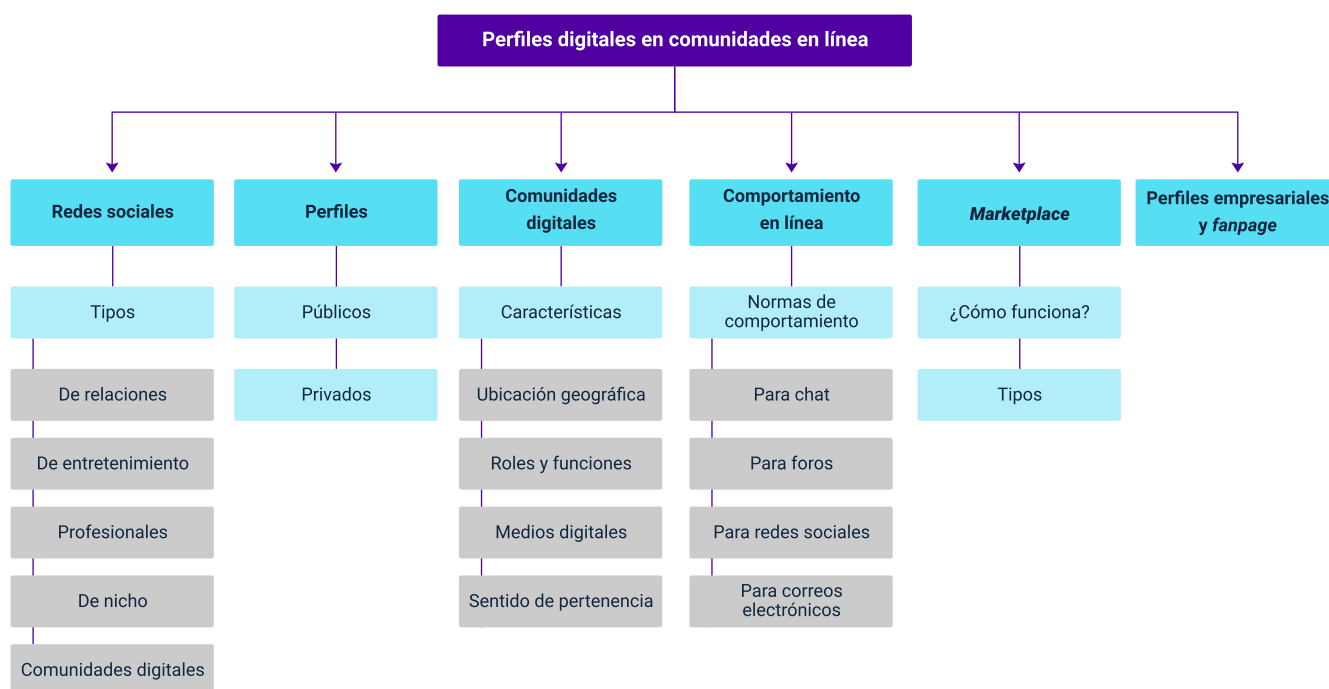 Perfiles digitales en comunidades en línea
Redes sociales
Perfiles
Comunidades
digitales
Comportamiento
en línea
Marketplace
Perfiles empresariales
y fanpage
Tipos
Públicos
Características
Normas de
comportamiento
¿Cómo funciona?
De relaciones
Privados
Ubicación geográfica
Para chat
Tipos
De entretenimiento
Roles y funciones
Para foros
Profesionales
Medios digitales
Para redes sociales
De nicho
Sentido de pertenencia
Para correos
electrónicos
Comunidades digitales